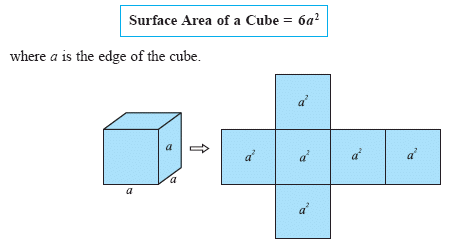 Surface Area of a Cube = 6a²
where a is the edge of the cube.
a²
a
a
a
a² a² a² a²
a²